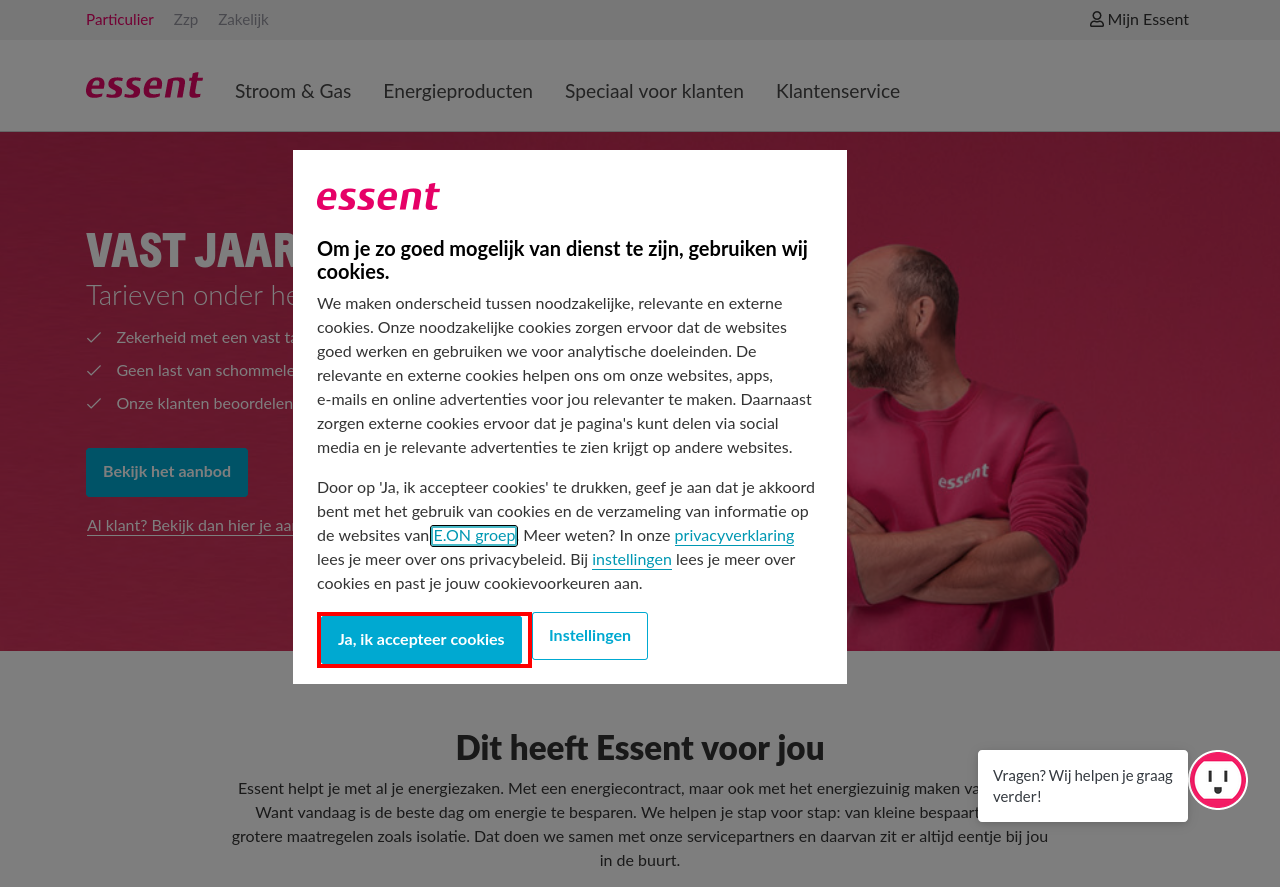 Particulier Zzp Zakelijk Mijn Essent
essent Stroom & Gas Energieproducten Speciaal voor klanten Klantenservice
essent
Om je zo goed mogelijk van dienst te zijn, gebruiken wij
cookies.
We maken onderscheid tussen noodzakelijke, relevante en externe
cookies. Onze noodzakelijke cookies zorgen ervoor dat de websites
goed werken en gebruiken we voor analytische doeleinden. De
relevante en externe cookies helpen ons om onze websites, apps,
e-mails en online advertenties voor jou relevanter te maken. Daarnaast
zorgen externe cookies ervoor dat je pagina's kunt delen via social
media en je relevante advertenties te zien krijgt op andere websites.
Door op 'Ja, ik accepteer cookies' te drukken, geef je aan dat je akkoord
bent met het gebruik van cookies en de verzameling van informatie op
de websites van E.ON groep. Meer weten? In onze privacyverklaring
lees je meer over ons privacybeleid. Bij instellingen lees je meer over
cookies en past je jouw cookievoorkeuren aan.
Ja, ik accepteer cookies Instellingen
VAST JAAR
Tarieven onder
Zekerheid met een vast
Geen last van
Onze klanten beoordelen
Bekijk het aanbod
Al klant? Bekijk dan hier je
essent
Dit heeft Essent voor jou
Essent helpt je met al je energiezaken. Met een energiecontract, maar ook met het energiezuinig maken
Want vandaag is de beste dag om energie te besparen. We helpen je stap voor stap: van kleine
grotere maatregelen zoals isolatie. Dat doen we samen met onze servicepartners en daarvan zit er altijd eentje bij jou
in de buurt.
Vragen? Wij helpen je graag
verder!